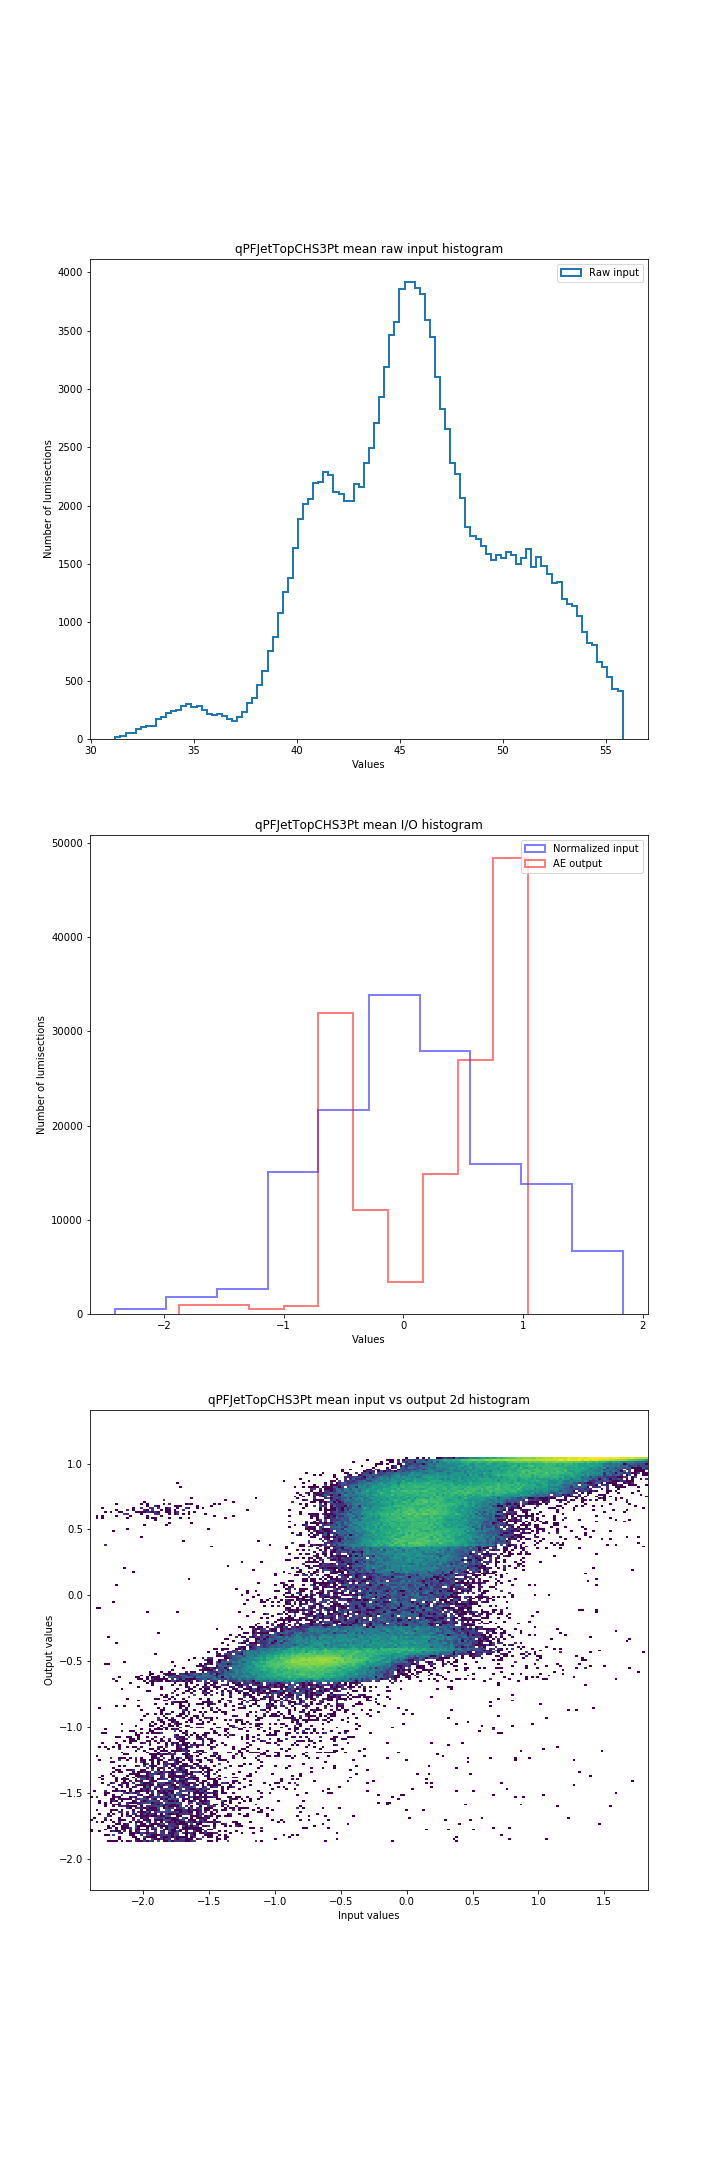 qPFJetTopCHS3Pt mean raw input histogram
Raw input
4000
3500
3000
2500
2000
1500
1000
500
0
Number of lumisections
30 35 40 45 50 55
Values
qPFJetTopCHS3Pt mean I/O histogram
Normalized input
AE output
50000
40000
30000
20000
10000
0
Number of lumisections
−2 −1 0 1 2
Values
qPFJetTopCHS3Pt mean input vs output 2d histogram
1.0
0.5
0.0
−0.5
−1.0
−1.5
−2.0
Output values
−2.0 −1.5 −1.0 −0.5 0.0 0.5 1.0 1.5
Input values